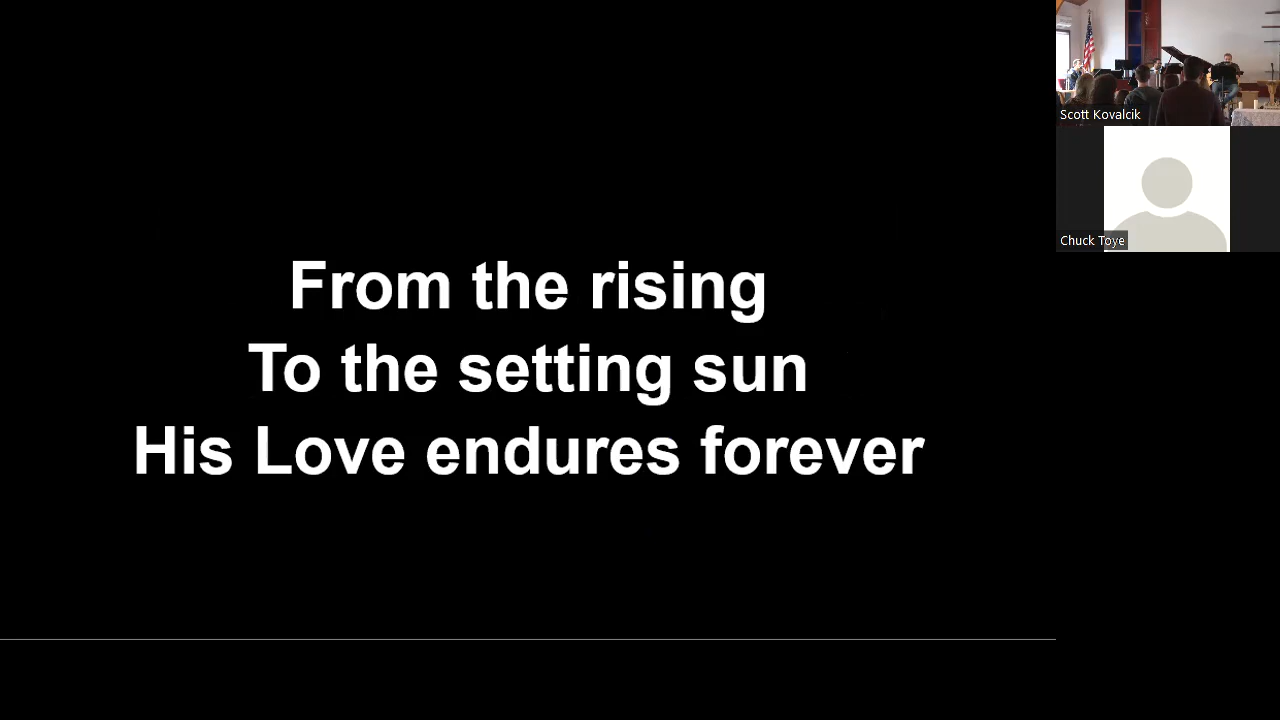 From the rising
To the setting sun
His Love endures forever
Scott Kovalcik
Chuck Toye